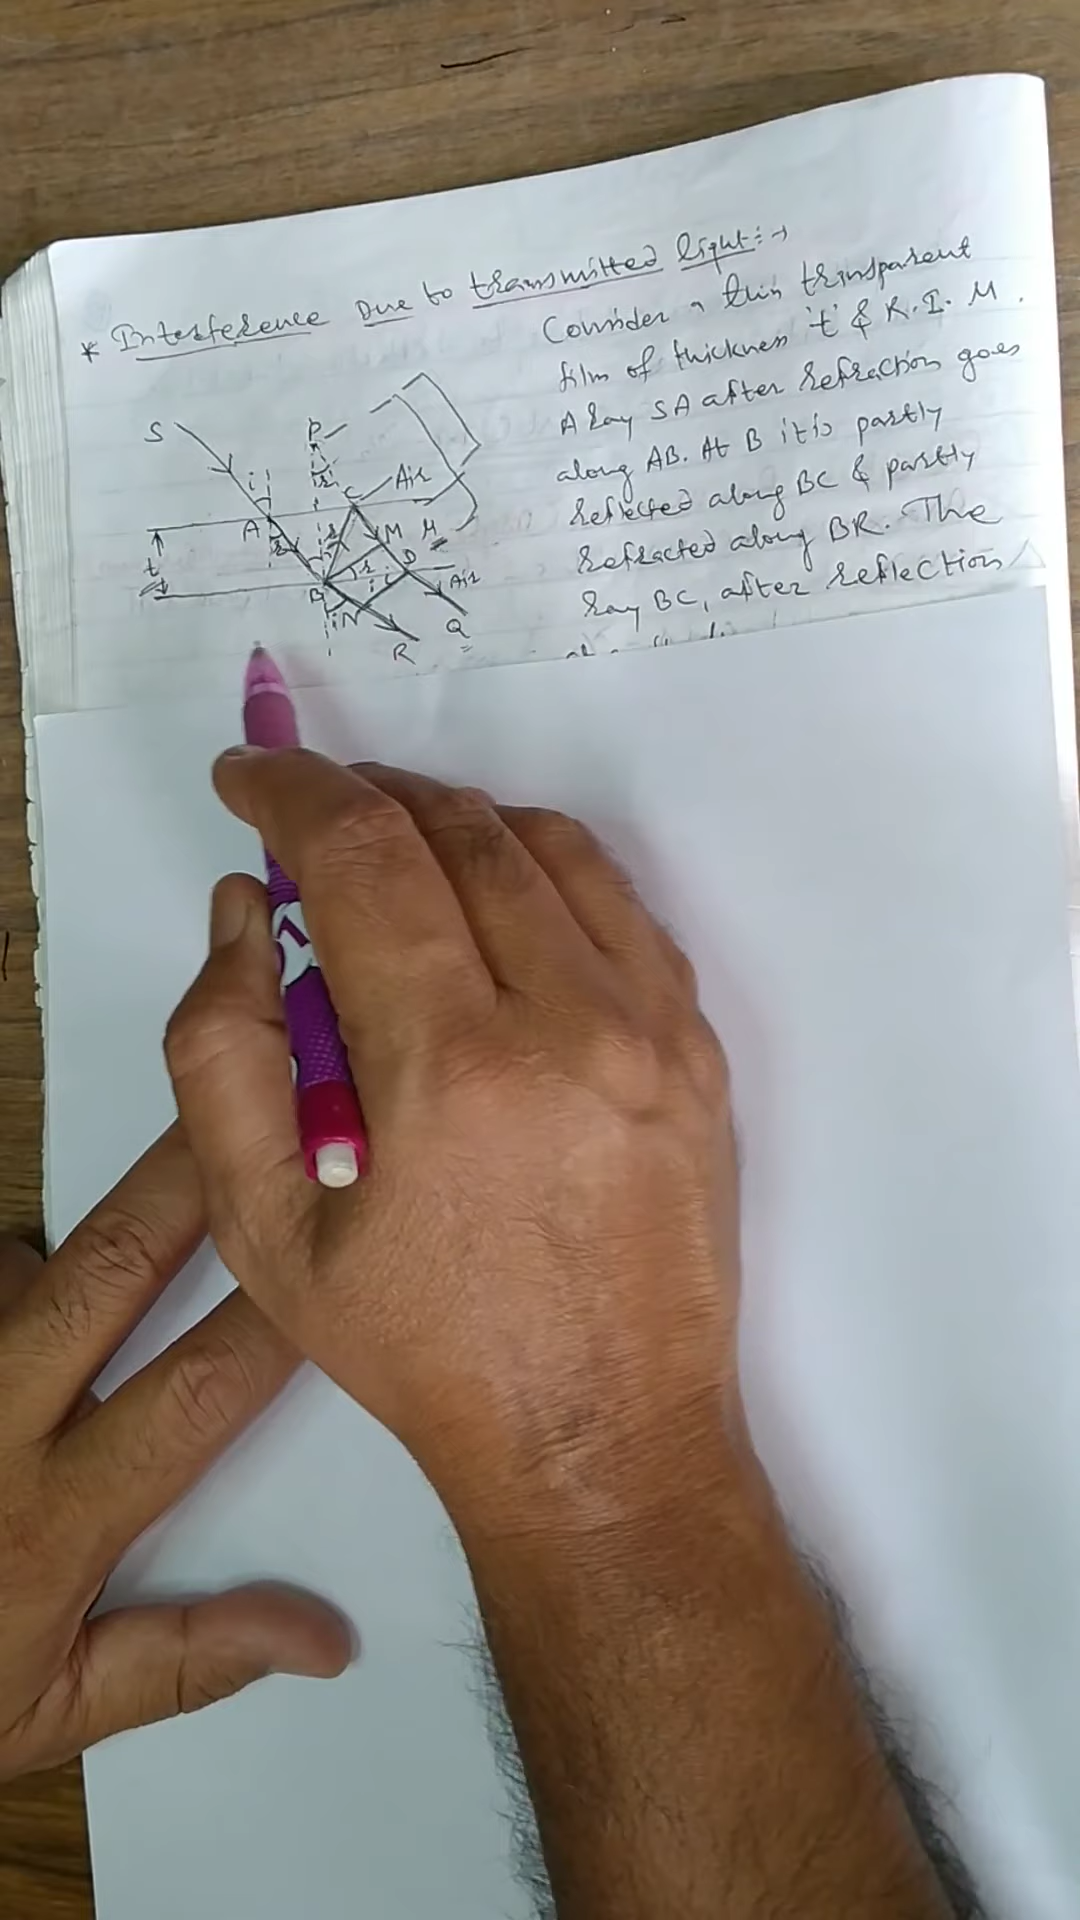 * Interference Due to transmitted light :→
Consider a thin transparent
film of thickness 't' & R.I. μ.
A ray SA after refraction goes
along AB. At B it is partly
reflected along BC & partly
refracted along BR. The
ray BC, after reflection
S
P
i
r
C
Air
A
r
r
M
μ
t
r
D
B
i
L
Air
i
N
Q
R